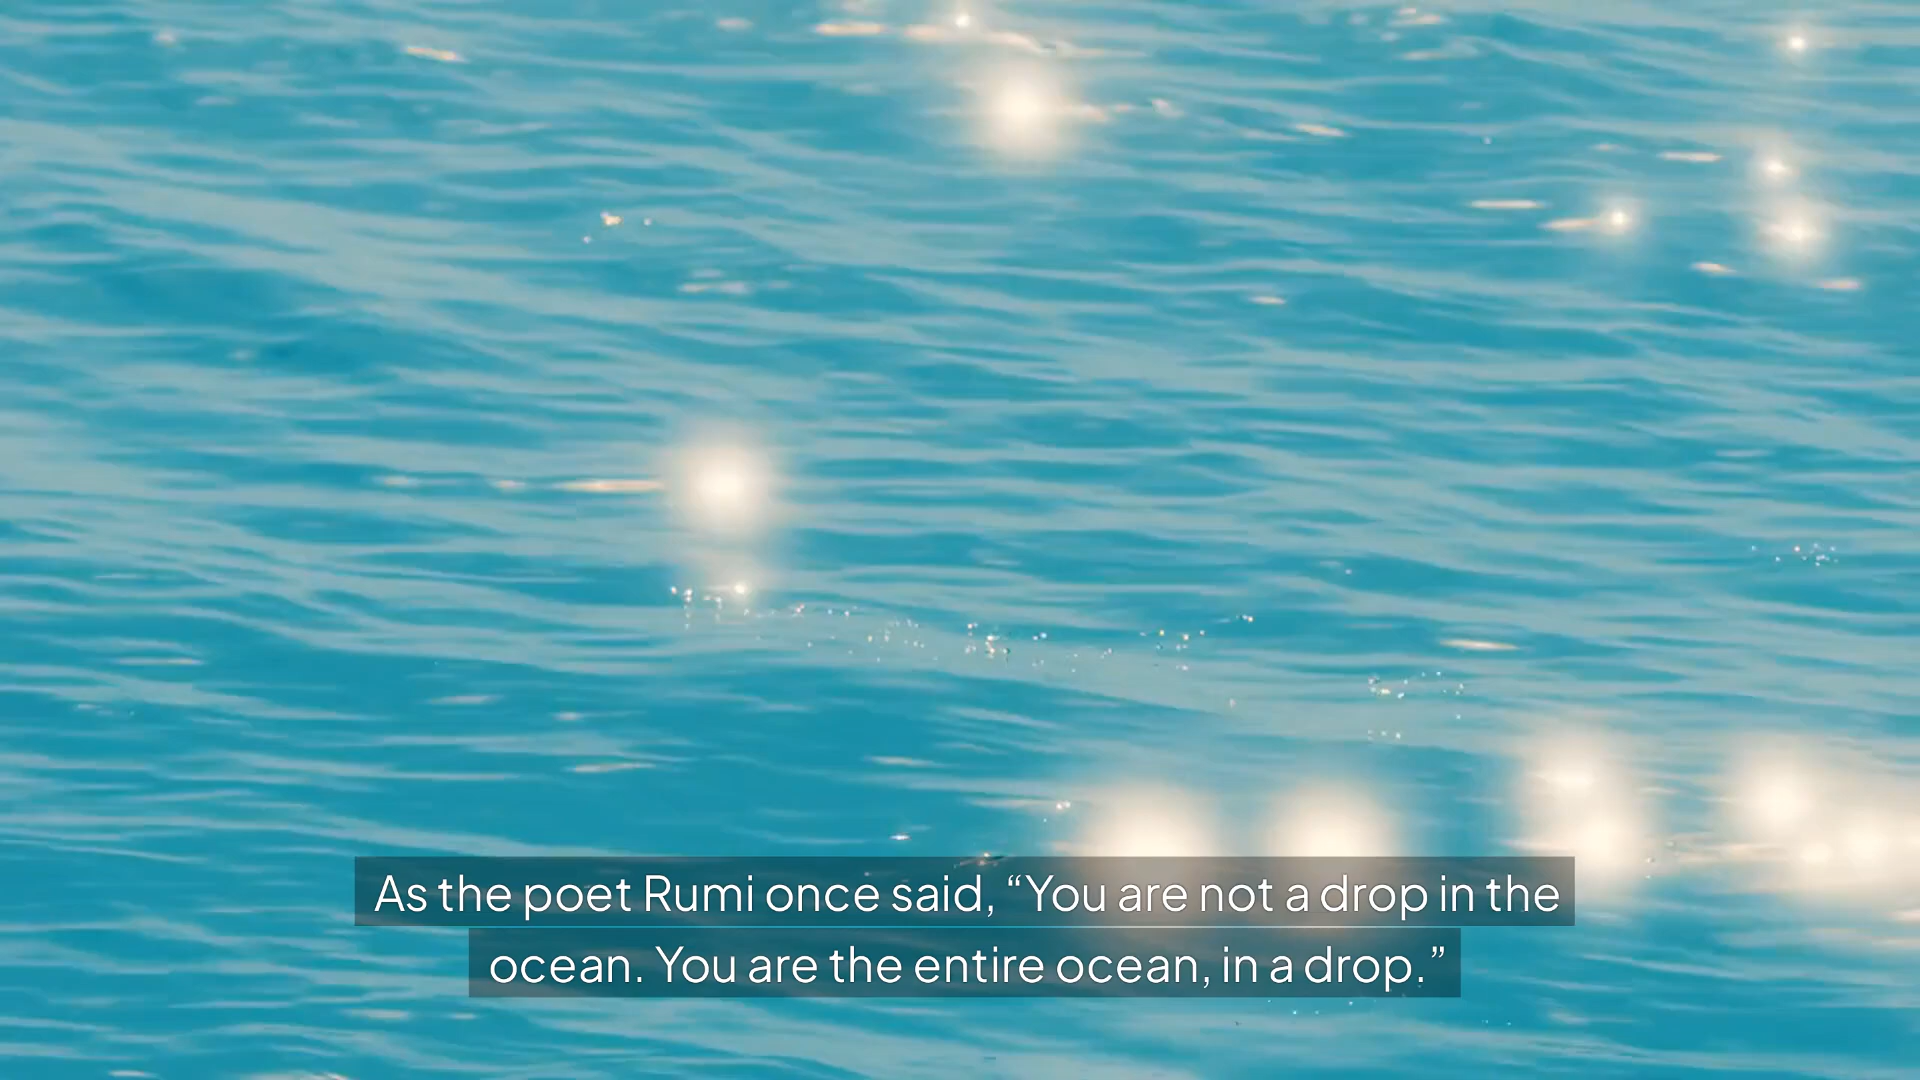 As the poet Rumi once said, “You are not a drop in the
ocean. You are the entire ocean, in a drop.”